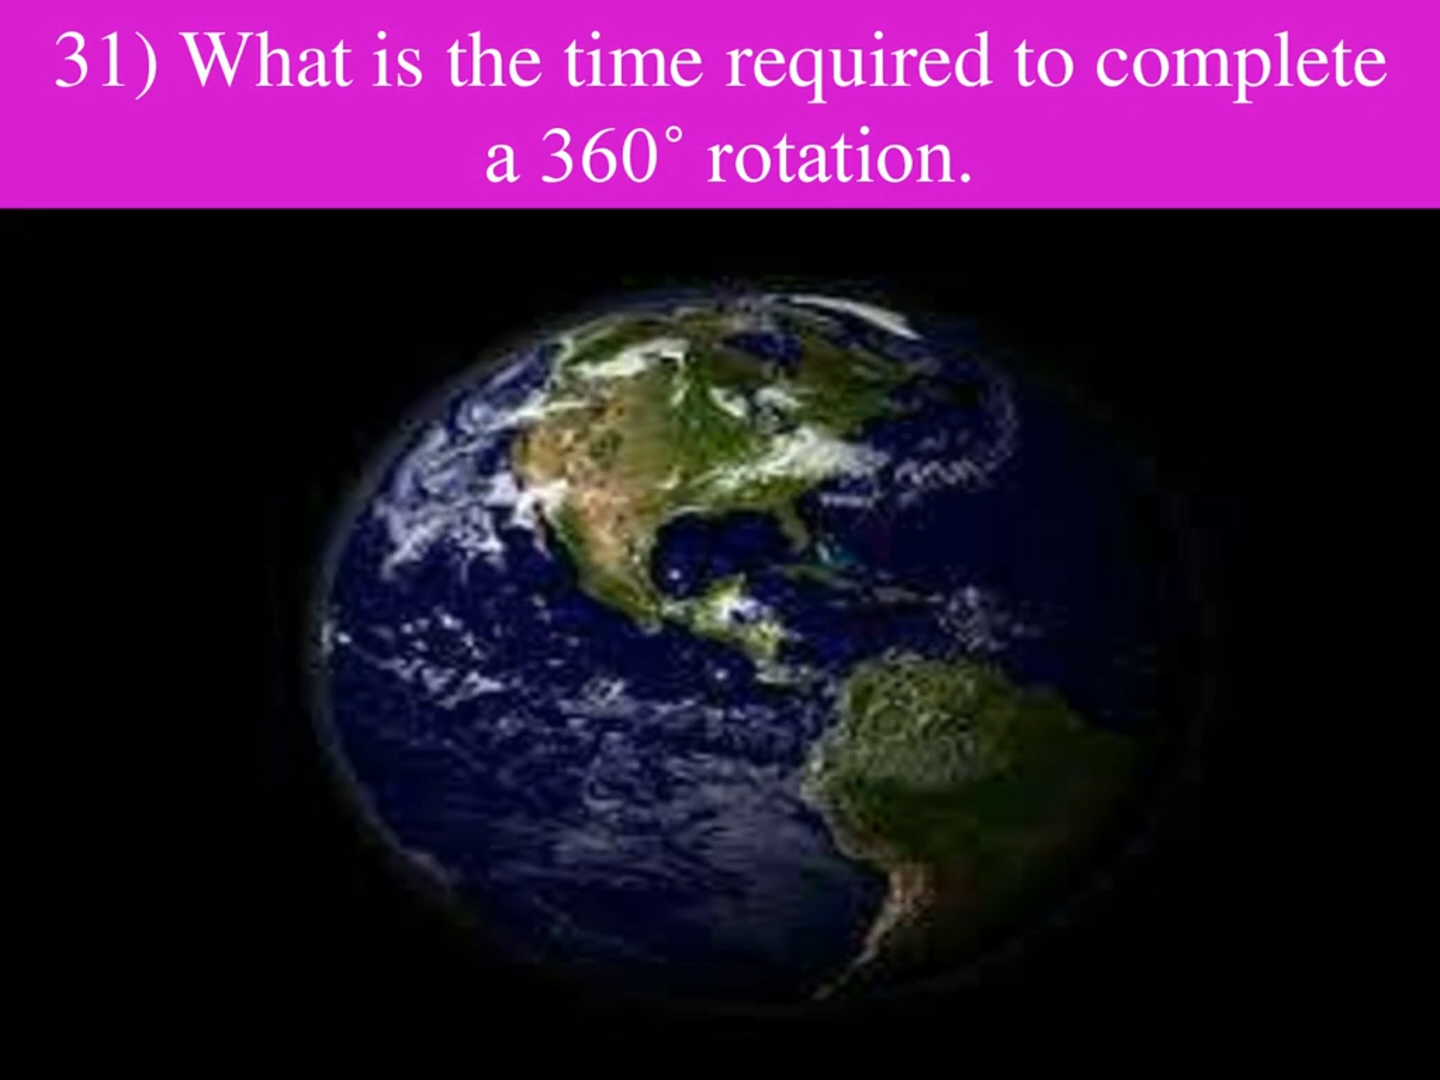 31) What is the time required to complete
a 360˚ rotation.